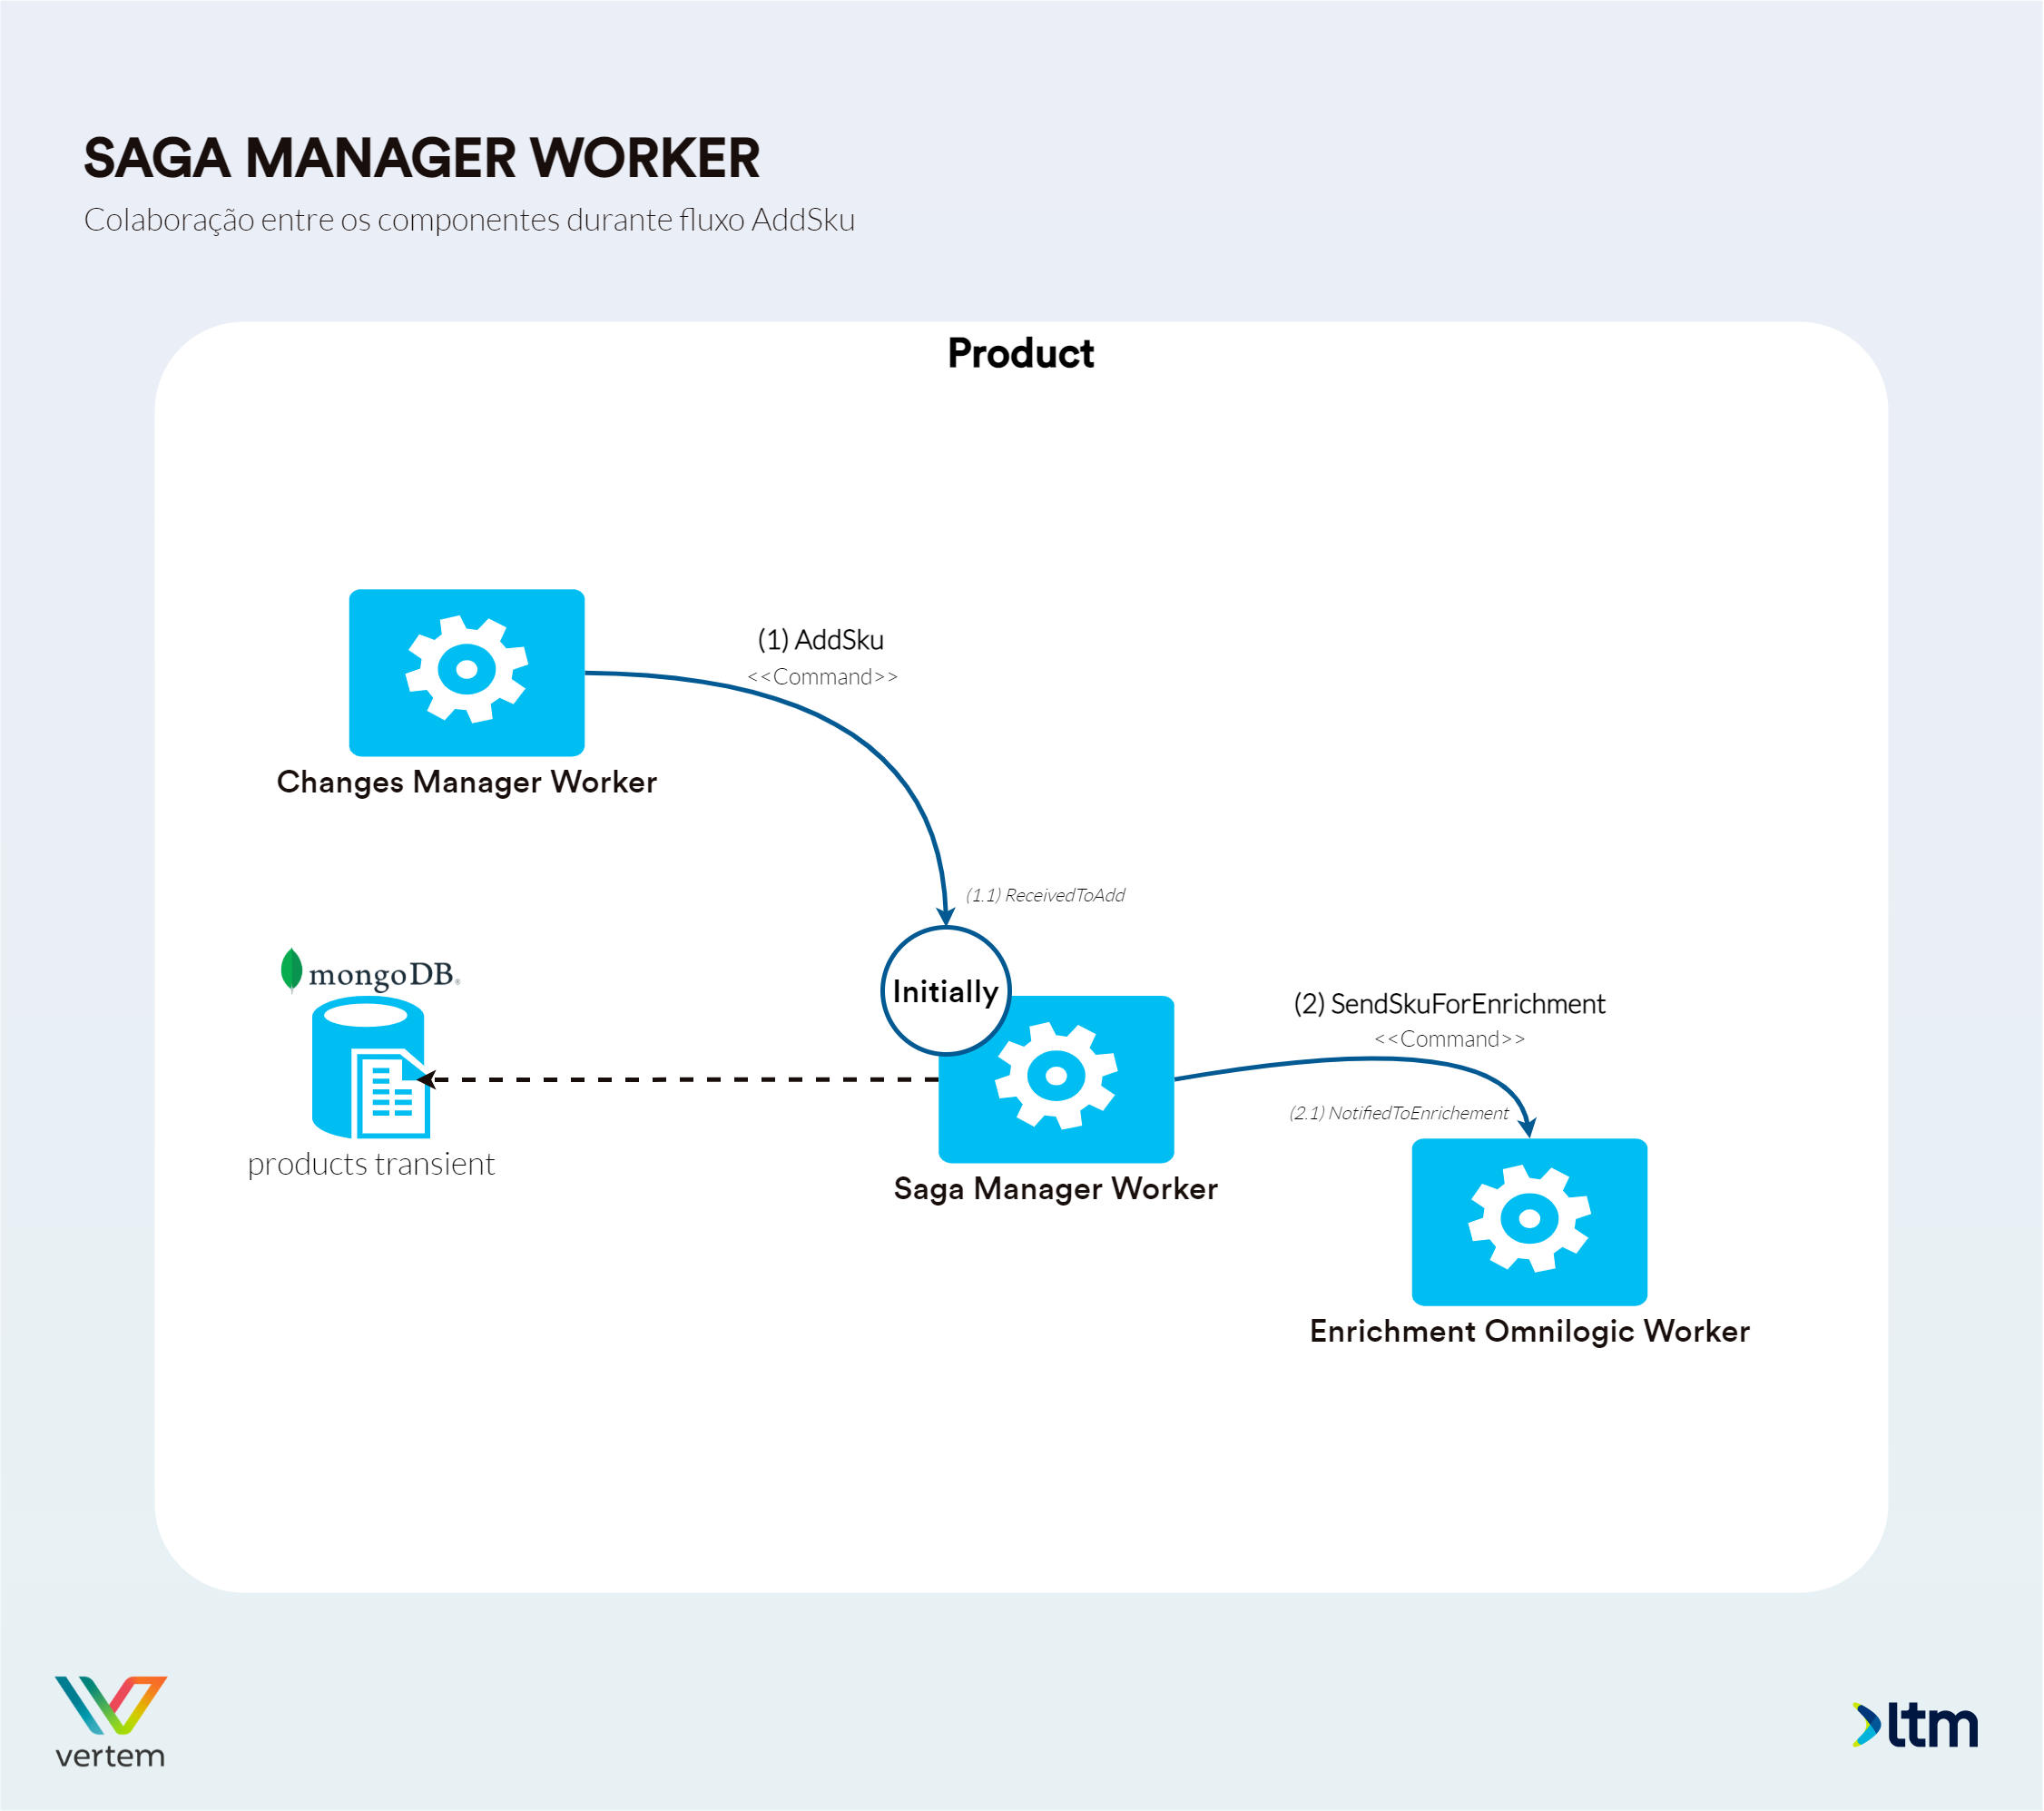 SAGA MANAGER WORKER
Colaboração entre os componentes durante fluxo AddSku
Product
(1) AddSku
<<Command>>
Changes Manager Worker
(1.1) ReceivedToAdd
mongoDB®
Initially
(2) SendSkuForEnrichment
<<Command>>
(2.1) NotifiedToEnrichement
products transient
Saga Manager Worker
Enrichment Omnilogic Worker
vertem
ltm